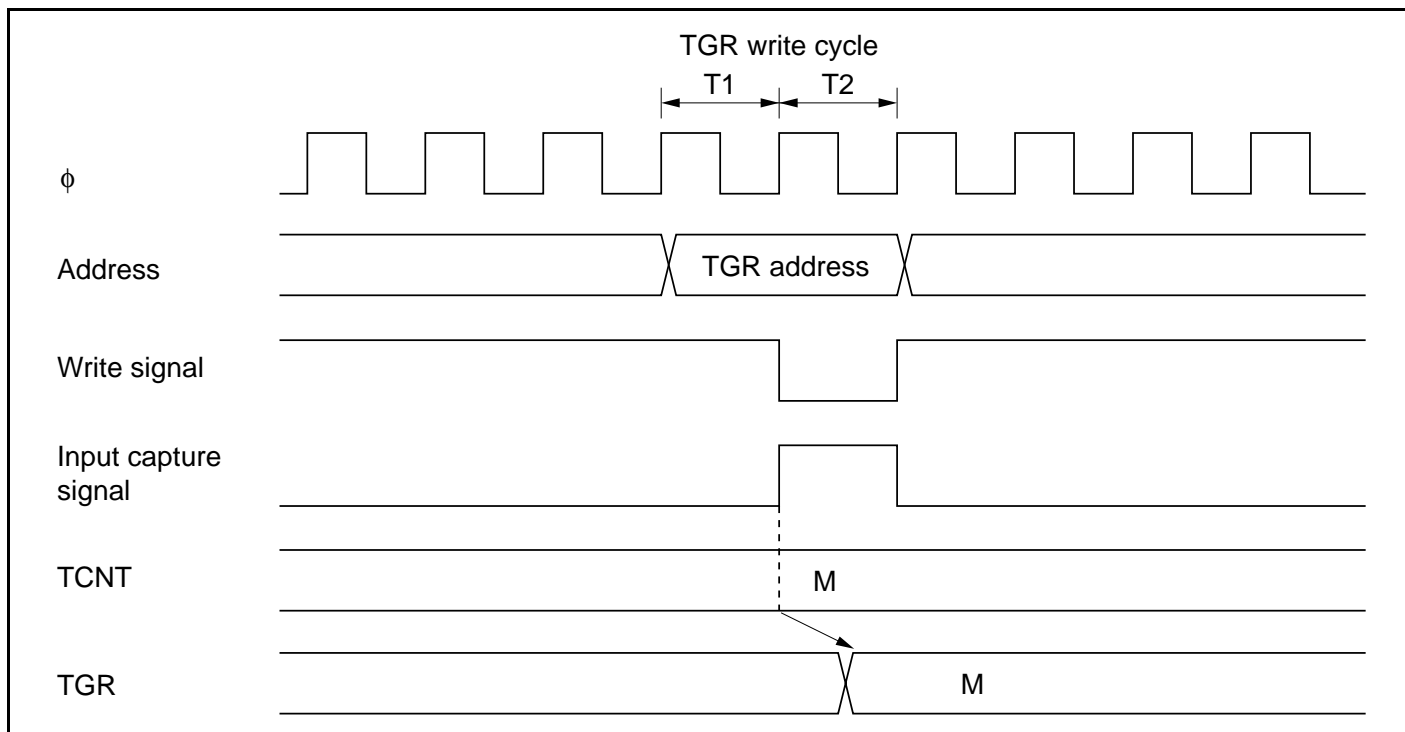 TGR write cycle
T1 T2
ϕ
Address
TGR address
Write signal
Input capture
signal
TCNT
M
TGR
M